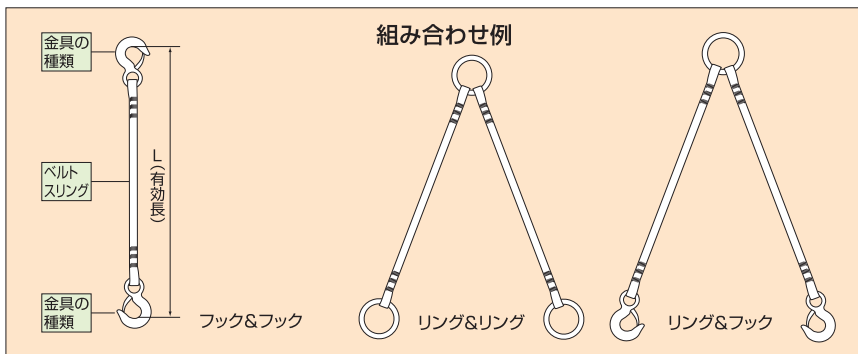 組み合わせ例
金具の
種類
ベルト
スリング
金具の
種類
L(有効長)
フック&フック
リング&リング
リング&フック